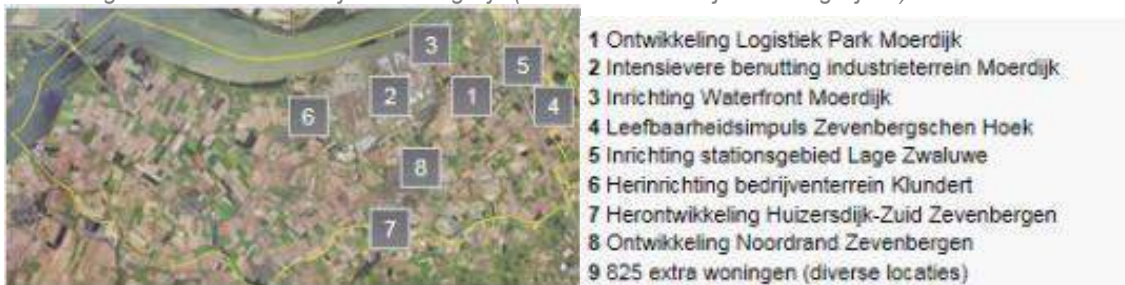 3
5
2
1
4
6
8
7
1 Ontwikkeling Logistiek Park Moerdijk
2 Intensievere benutting industrieterrein Moerdijk
3 Inrichting Waterfront Moerdijk
4 Leefbaarheidsimpuls Zevenbergschen Hoek
5 Inrichting stationsgebied Lage Zwaluwe
6 Herinrichting bedrijventerrein Klundert
7 Herontwikkeling Huizersdijk-Zuid Zevenbergen
8 Ontwikkeling Noordrand Zevenbergen
9 825 extra woningen (diverse locaties)